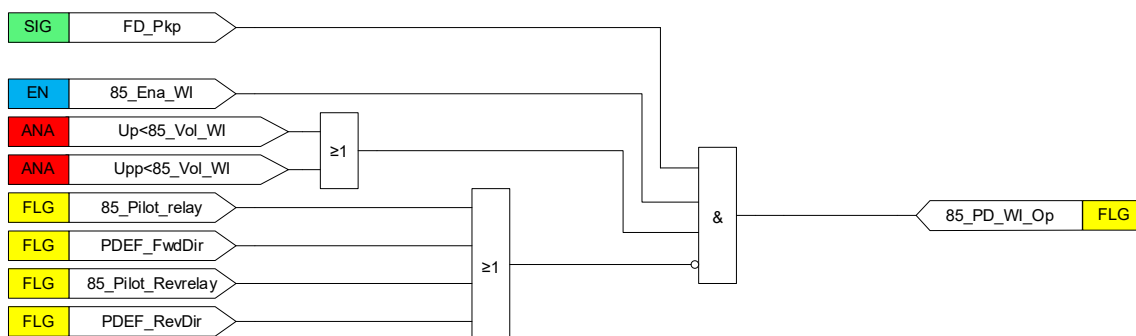 SIG FD_Pkp
EN 85_Ena_WI
ANA Up<85_Vol_WI
ANA Upp<85_Vol_WI
≥1
FLG 85_Pilot_relay
FLG PDEF_FwdDir
FLG 85_Pilot_Revrelay
FLG PDEF_RevDir
≥1
&
85_PD_WI_Op FLG